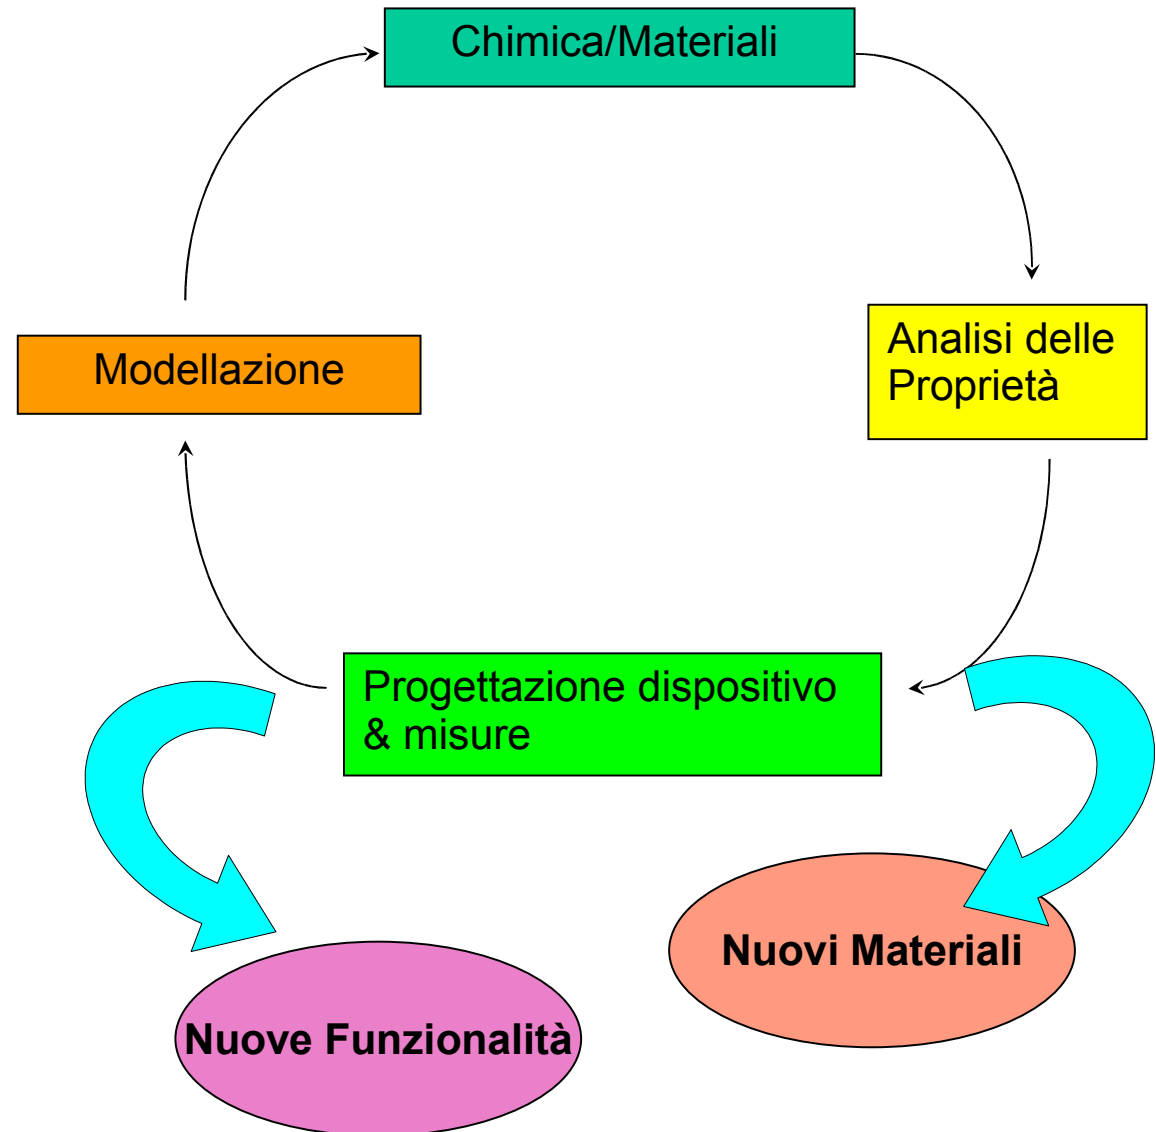 Chimica/Materiali
Modellazione
Analisi delle
Proprietà
Progettazione dispositivo
& misure
Nuovi Materiali
Nuove Funzionalità